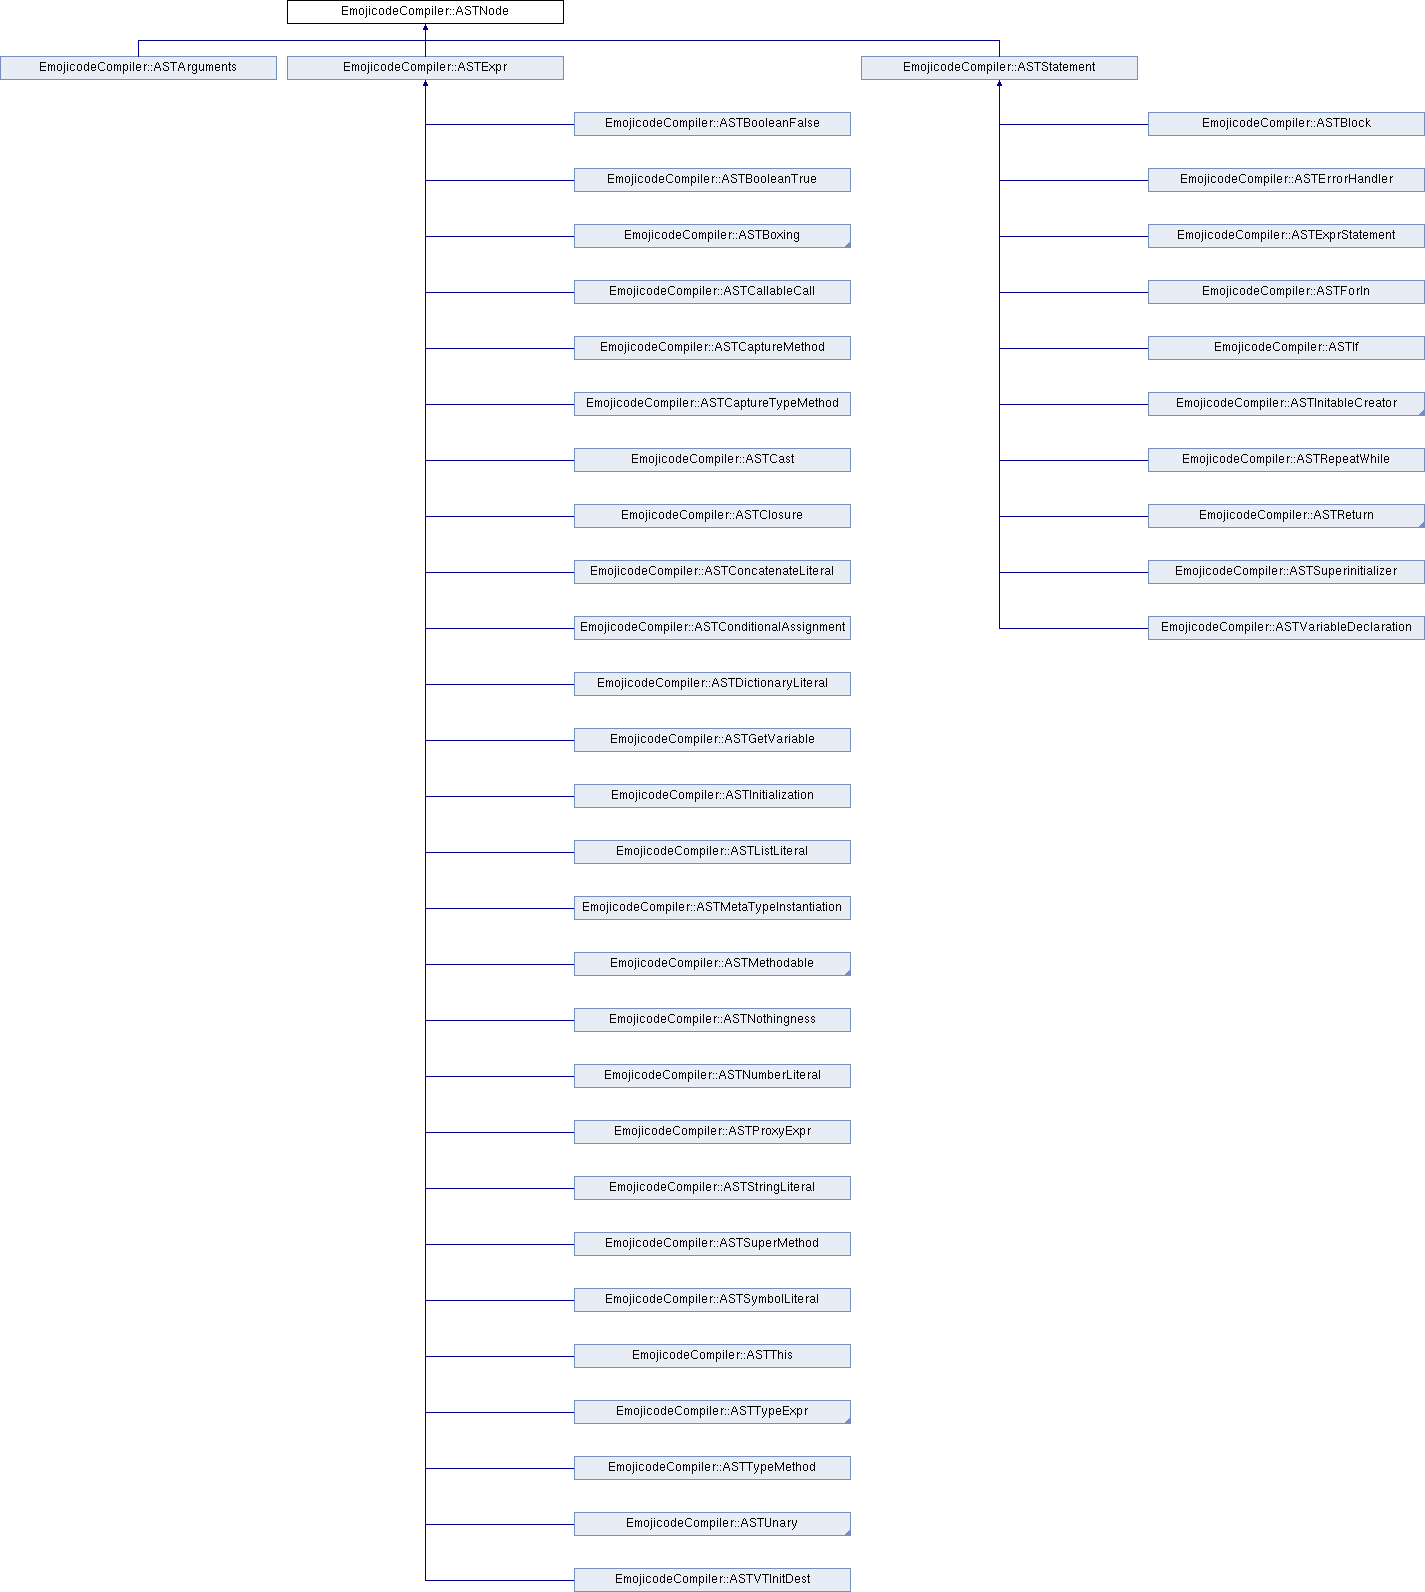 EmojicodeCompiler::ASTNode
EmojicodeCompiler::ASTArguments
EmojicodeCompiler::ASTExpr
EmojicodeCompiler::ASTStatement
EmojicodeCompiler::ASTBooleanFalse
EmojicodeCompiler::ASTBlock
EmojicodeCompiler::ASTBooleanTrue
EmojicodeCompiler::ASTErrorHandler
EmojicodeCompiler::ASTBoxing
EmojicodeCompiler::ASTExprStatement
EmojicodeCompiler::ASTCallableCall
EmojicodeCompiler::ASTForIn
EmojicodeCompiler::ASTCaptureMethod
EmojicodeCompiler::ASTIf
EmojicodeCompiler::ASTCaptureTypeMethod
EmojicodeCompiler::ASTInitableCreator
EmojicodeCompiler::ASTCast
EmojicodeCompiler::ASTRepeatWhile
EmojicodeCompiler::ASTClosure
EmojicodeCompiler::ASTReturn
EmojicodeCompiler::ASTConcatenateLiteral
EmojicodeCompiler::ASTSuperinitializer
EmojicodeCompiler::ASTConditionalAssignment
EmojicodeCompiler::ASTVariableDeclaration
EmojicodeCompiler::ASTDictionaryLiteral
EmojicodeCompiler::ASTGetVariable
EmojicodeCompiler::ASTInitialization
EmojicodeCompiler::ASTListLiteral
EmojicodeCompiler::ASTMetaTypeInstantiation
EmojicodeCompiler::ASTMethodable
EmojicodeCompiler::ASTNothingness
EmojicodeCompiler::ASTNumberLiteral
EmojicodeCompiler::ASTProxyExpr
EmojicodeCompiler::ASTStringLiteral
EmojicodeCompiler::ASTSuperMethod
EmojicodeCompiler::ASTSymbolLiteral
EmojicodeCompiler::ASTThis
EmojicodeCompiler::ASTTypeExpr
EmojicodeCompiler::ASTTypeMethod
EmojicodeCompiler::ASTUnary
EmojicodeCompiler::ASTVTInitDest